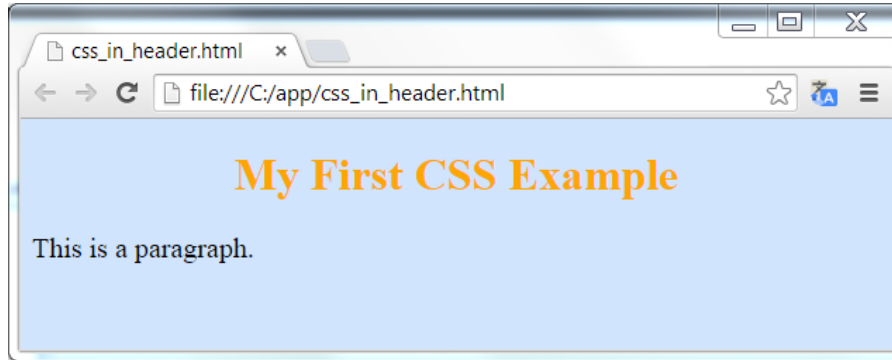 css_in_header.html
file:///C:/app/css_in_header.html
My First CSS Example
This is a paragraph.